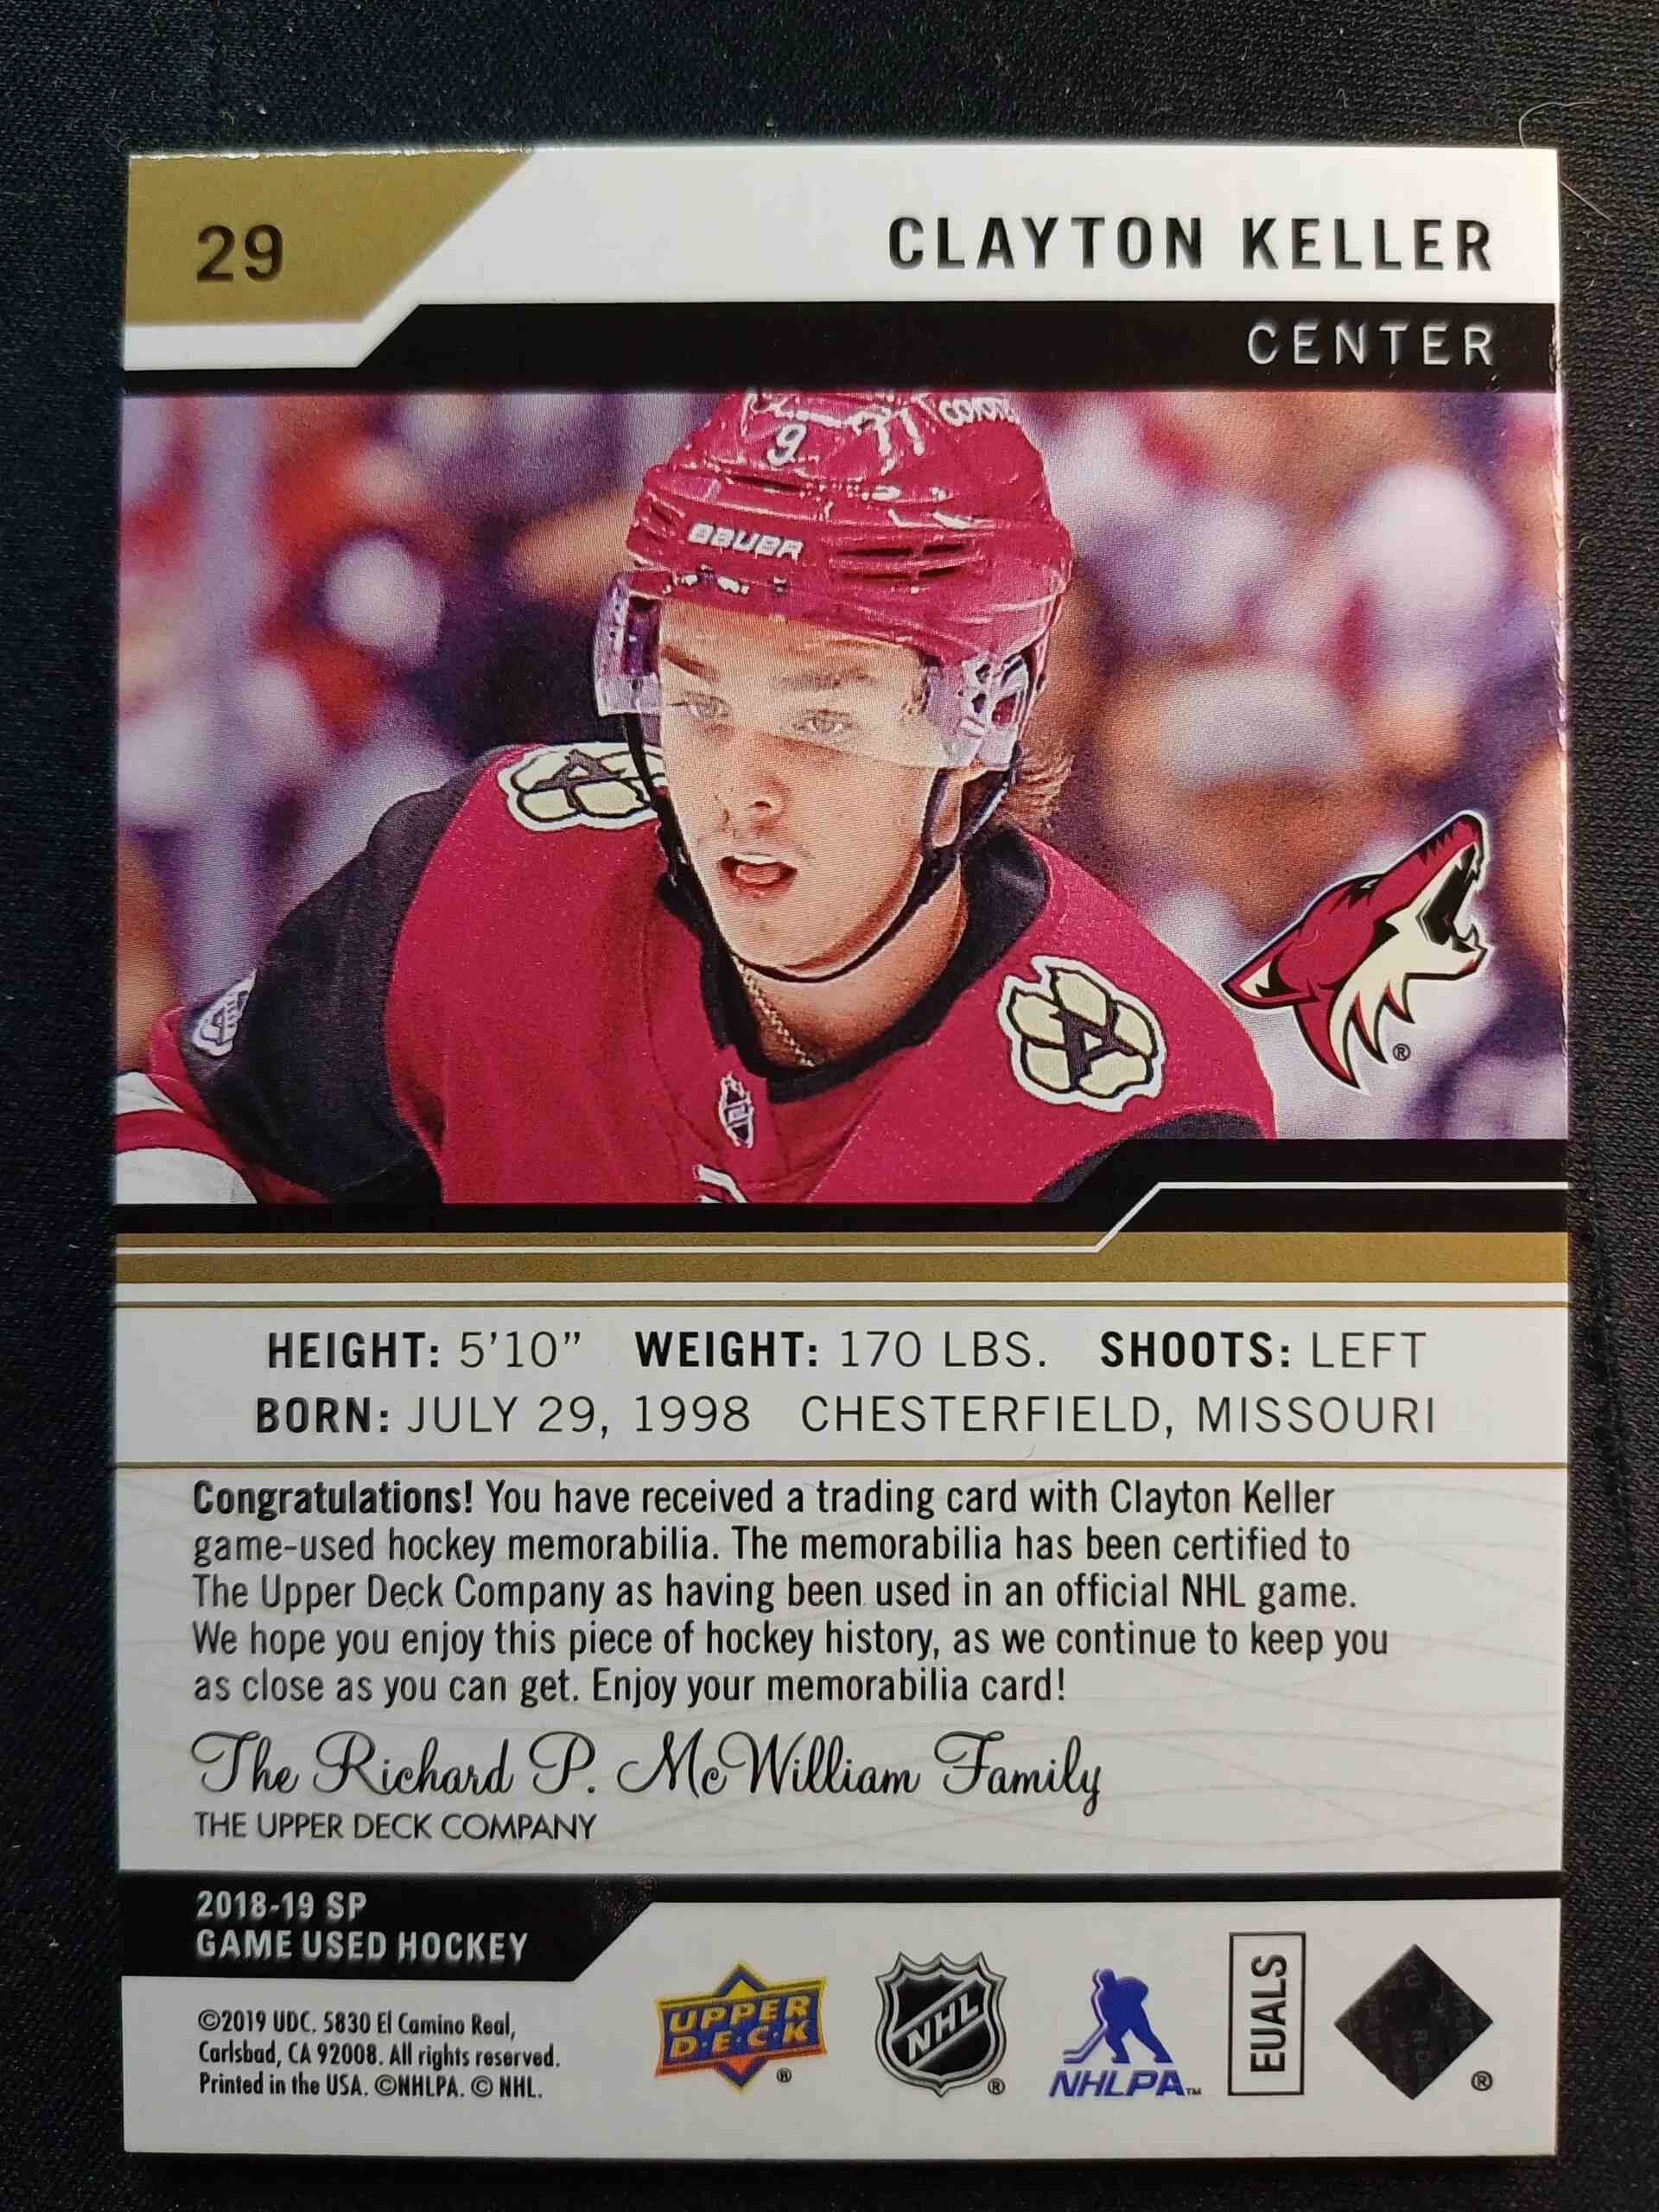 29
CLAYTON KELLER
CENTER
9
BAUER
A
A
HEIGHT: 5'10" WEIGHT: 170 LBS. SHOOTS: LEFT
BORN: JULY 29, 1998 CHESTERFIELD, MISSOURI
Congratulations! You have received a trading card with Clayton Keller
game-used hockey memorabilia. The memorabilia has been certified to
The Upper Deck Company as having been used in an official NHL game.
We hope you enjoy this piece of hockey history, as we continue to keep you
as close as you can get. Enjoy your memorabilia card!
The Richard P. McWilliam Family
THE UPPER DECK COMPANY
2018-19 SP
GAME USED HOCKEY
©2019 UDC. 5830 El Camino Real,
Carlsbad, CA 92008. All rights reserved.
Printed in the USA. ©NHLPA. © NHL.
UPPER
D·E·C·K
®
NHL
®
NHLPA™
EUALS
®
®